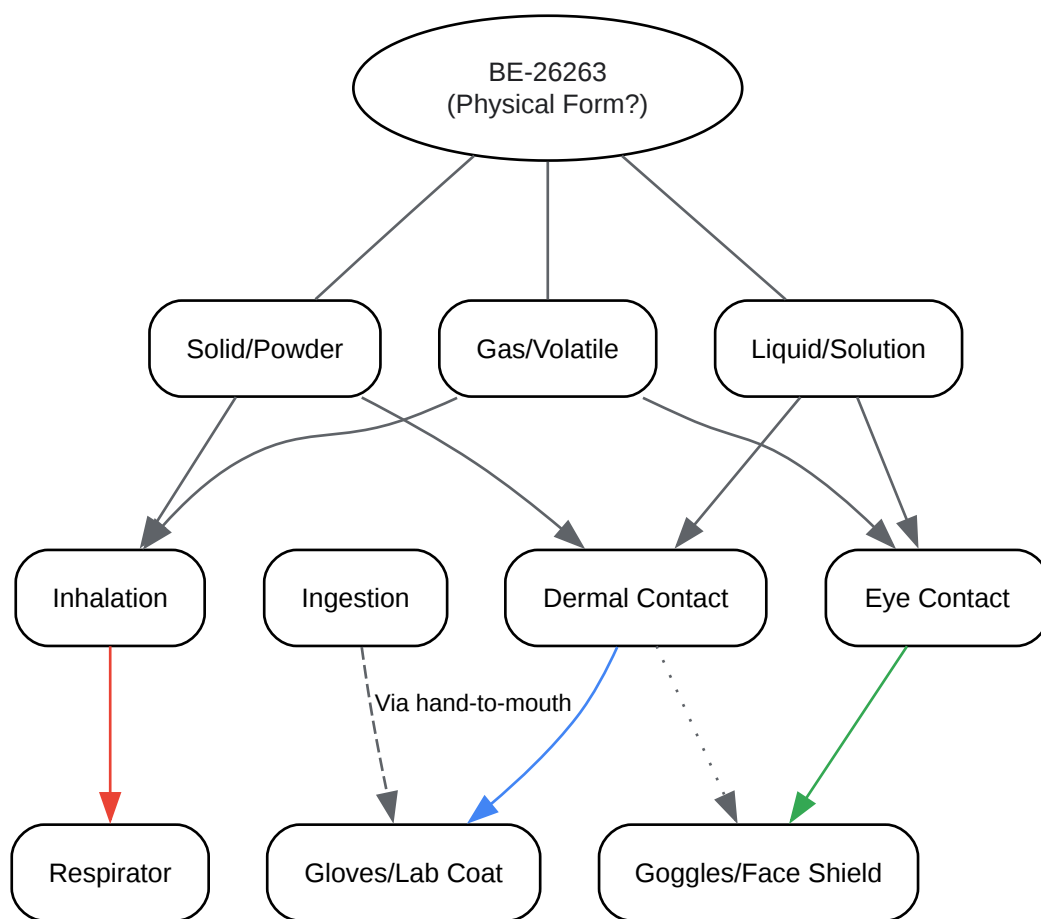 BE-26263
(Physical Form?)
Solid/Powder
Gas/Volatile
Liquid/Solution
Inhalation
Ingestion
Dermal Contact
Eye Contact
Via hand-to-mouth
Respirator
Gloves/Lab Coat
Goggles/Face Shield